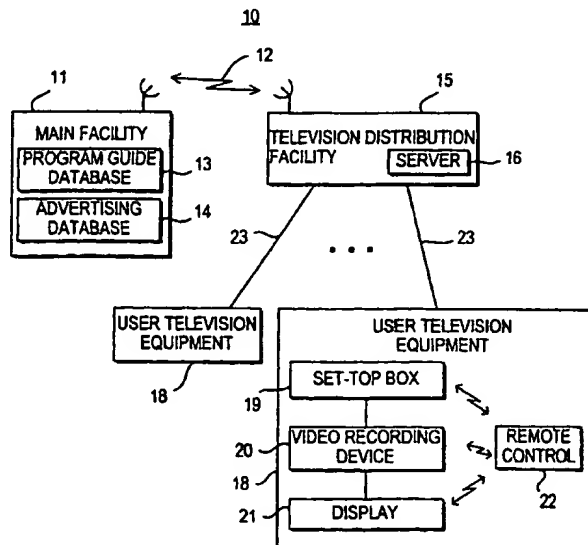 10
12
11
15
MAIN FACILITY
PROGRAM GUIDE
DATABASE
13
ADVERTISING
DATABASE
14
TELEVISION DISTRIBUTION
FACILITY
SERVER
16
23
23
USER TELEVISION
EQUIPMENT
18
USER TELEVISION
EQUIPMENT
SET-TOP BOX
19
VIDEO RECORDING
DEVICE
20
18
REMOTE
CONTROL
22
DISPLAY
21